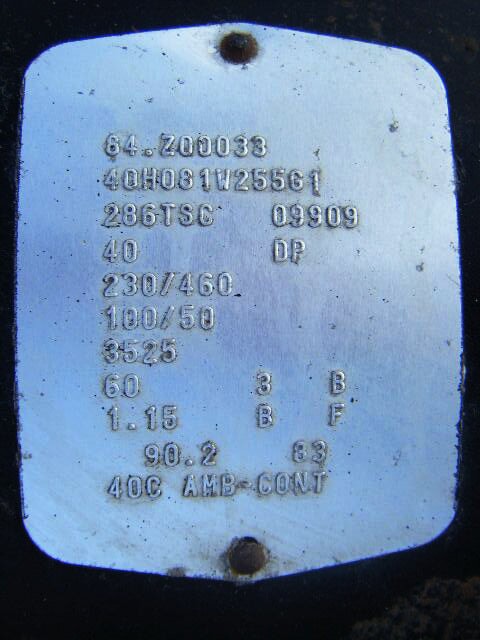 64.Z00033
40H081W255G1
286TSC 09909
40 DP
230/460
100/50
3525
60 3 B
1.15 B F
90.2 83
40C AMB-CONT